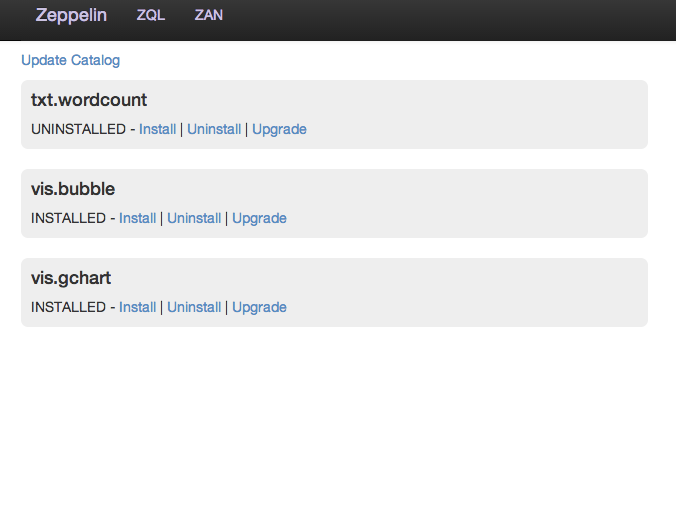 Zeppelin ZQL ZAN
Update Catalog
txt.wordcount
UNINSTALLED - Install | Uninstall | Upgrade
vis.bubble
INSTALLED - Install | Uninstall | Upgrade
vis.gchart
INSTALLED - Install | Uninstall | Upgrade